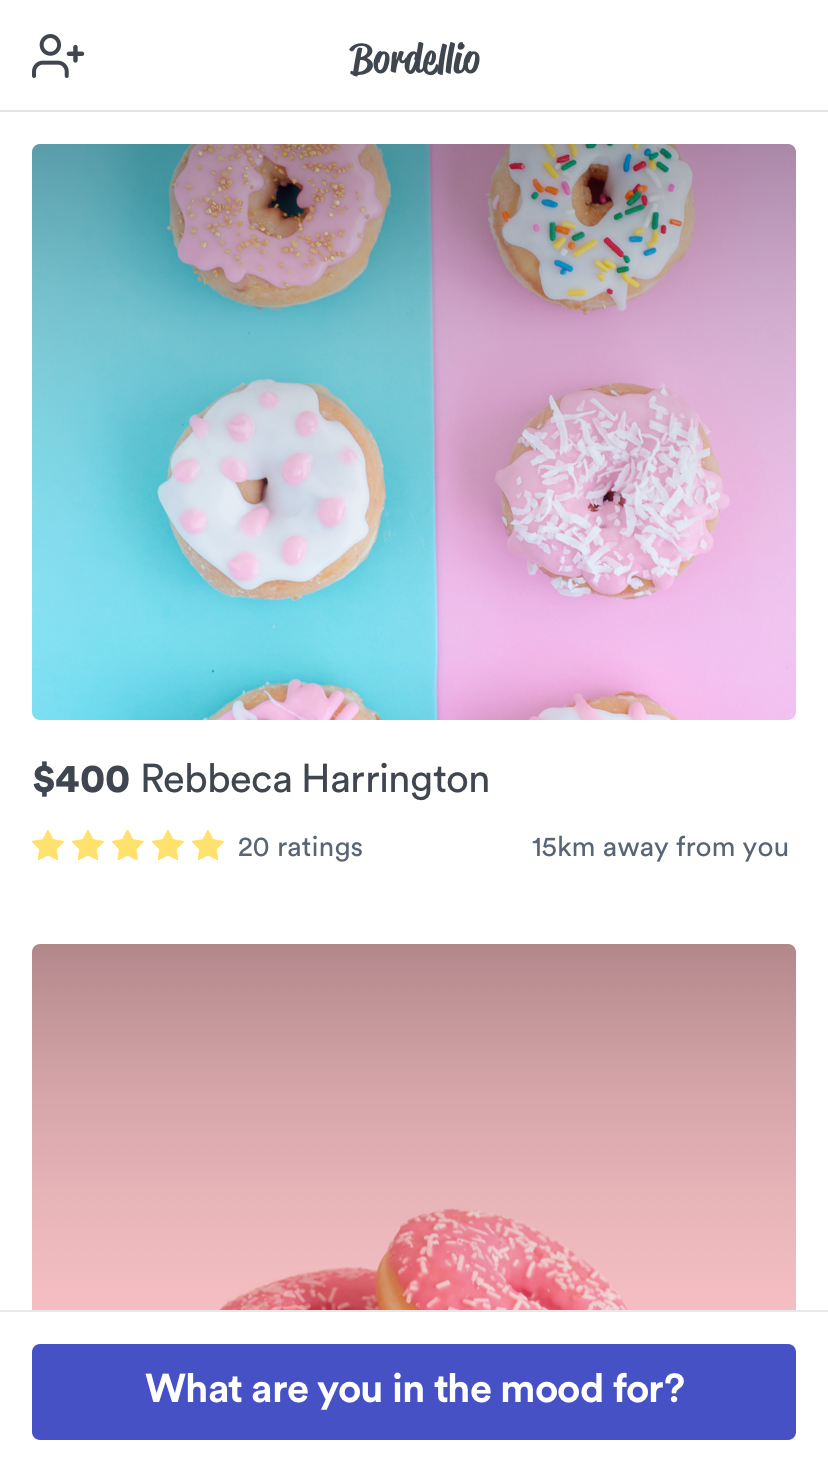 Bordellio
$400 Rebbeca Harrington
20 ratings
15km away from you
What are you in the mood for?